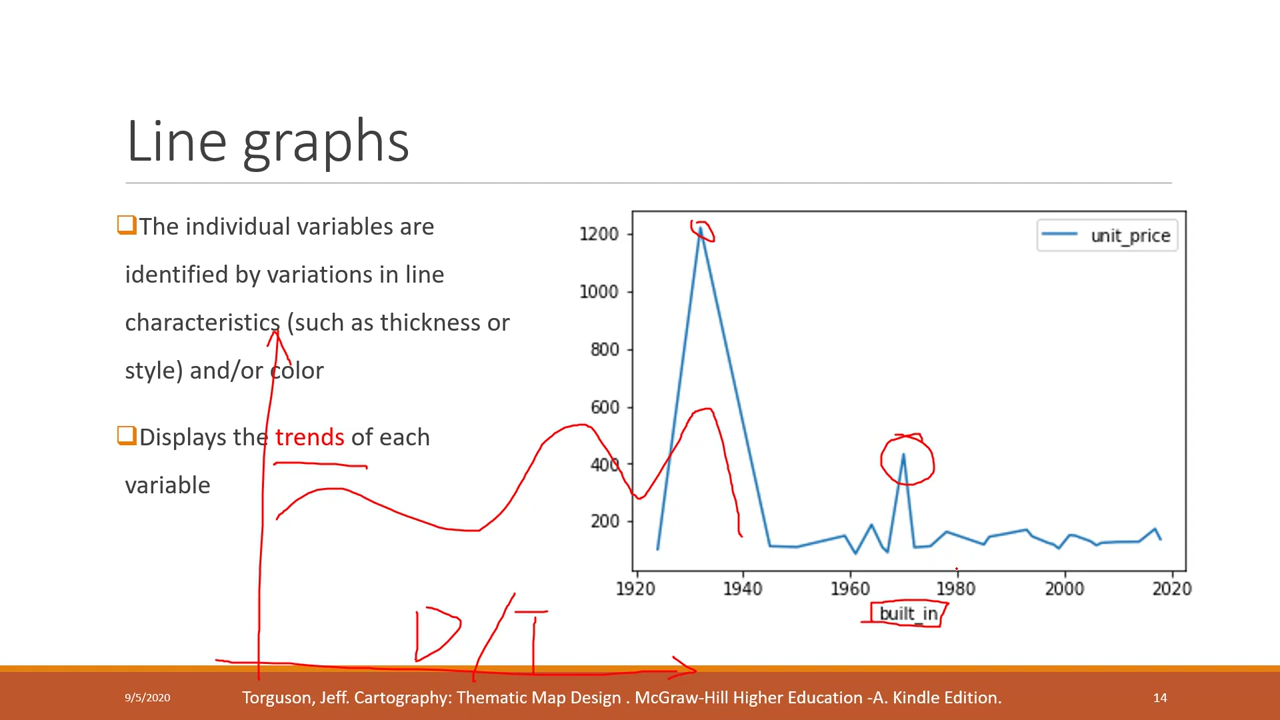 Line graphs
The individual variables are
identified by variations in line
characteristics (such as thickness or
style) and/or color
Displays the trends of each
variable
unit_price
1200
1000
800
600
400
200
1920 1940 1960 1980 2000 2020
built_in
D/T
9/5/2020
Torguson, Jeff. Cartography: Thematic Map Design . McGraw-Hill Higher Education -A. Kindle Edition.
14